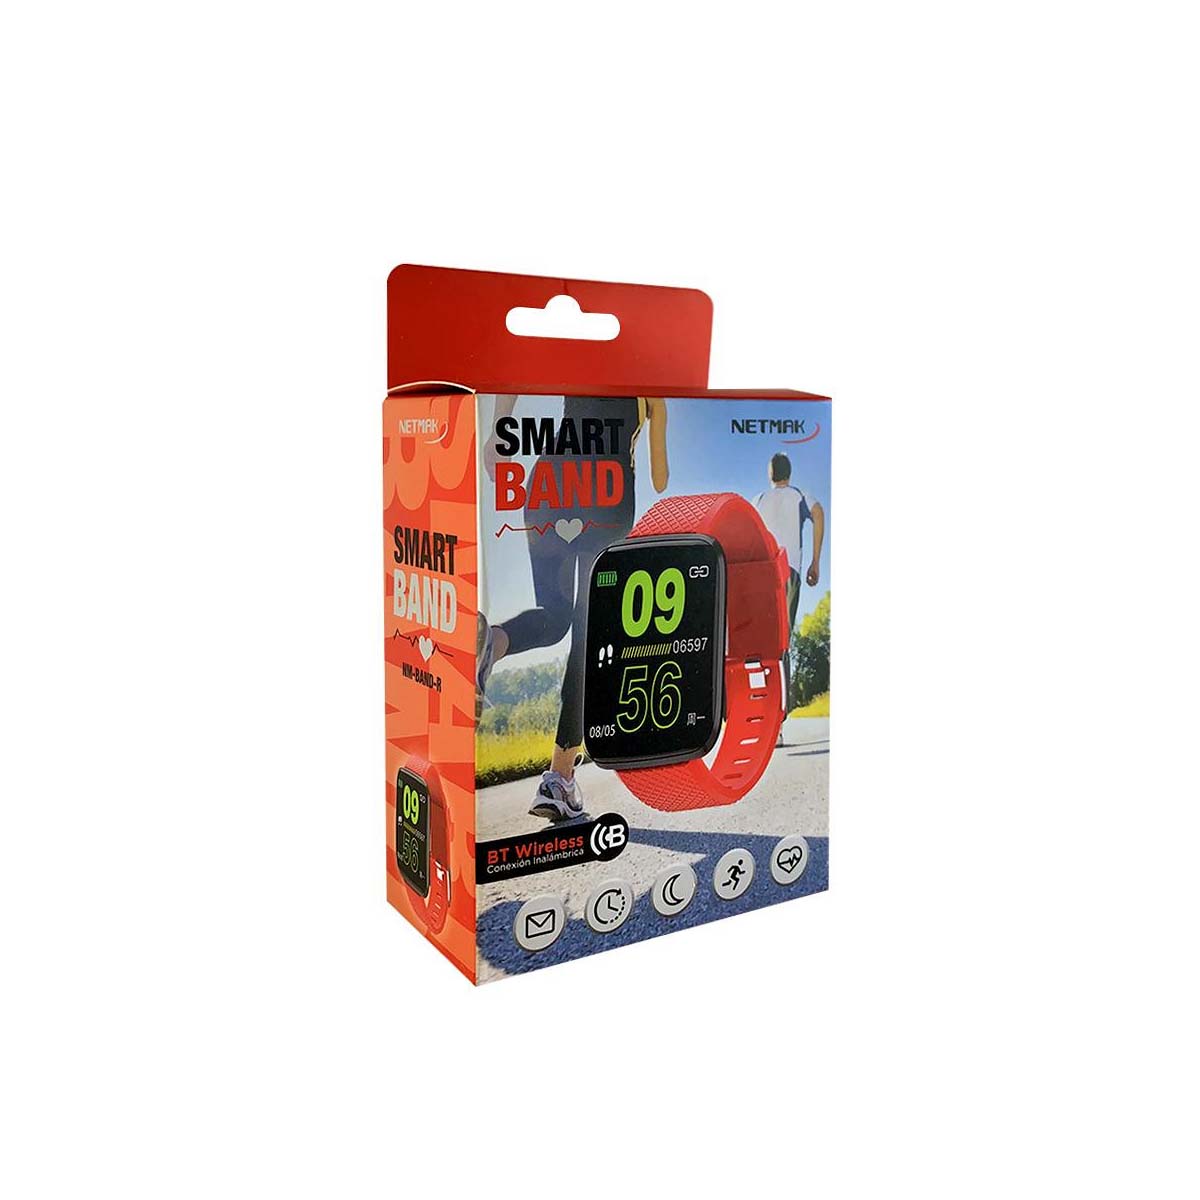 NETMAK
SMART
BAND
NM-BAND-R
09
56
SMART
BAND
NETMAK
09
06597
56
08/05
周一
BT Wireless
Conexión Inalámbrica
B